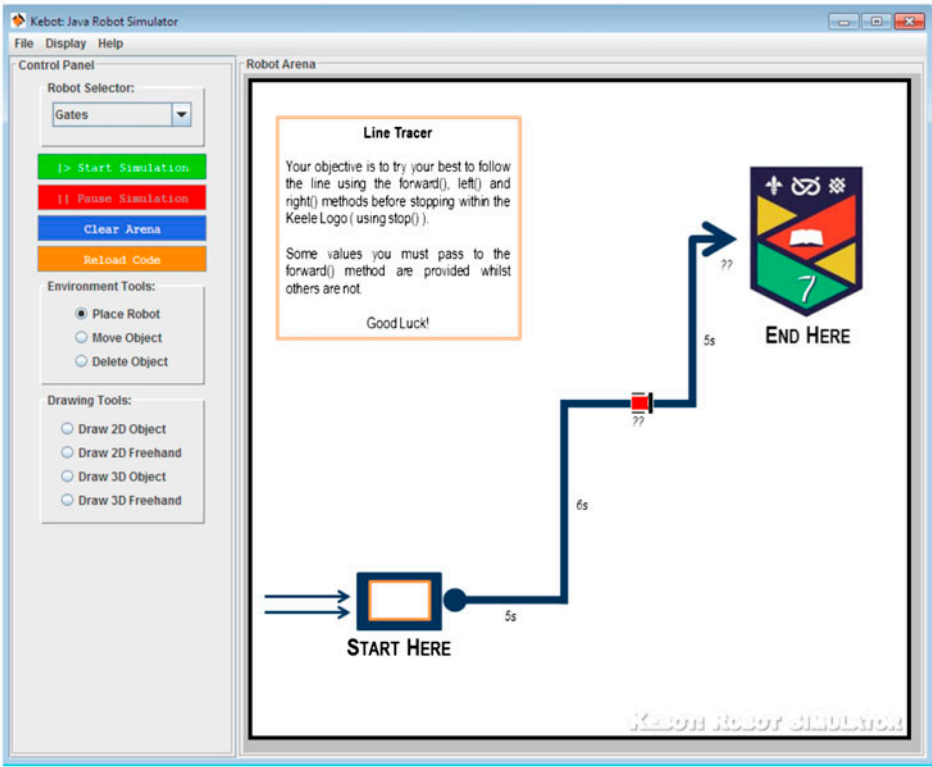 Kebot: Java Robot Simulator
File Display Help
Control Panel
Robot Selector:
Gates
|> Start Simulation
|| Pause Simulation
Clear Arena
Reload Code
Environment Tools:
Place Robot
Move Object
Delete Object
Drawing Tools:
Draw 2D Object
Draw 2D Freehand
Draw 3D Object
Draw 3D Freehand
Robot Arena
Line Tracer
Your objective is to try your best to follow
the line using the forward(), left() and
right() methods before stopping within the
Keele Logo ( using stop() ).
Some values you must pass to the
forward() method are provided whilst
others are not.
Good Luck!
??
END HERE
5s
??
6s
5s
START HERE
KEBOT: ROBOT SIMULATOR